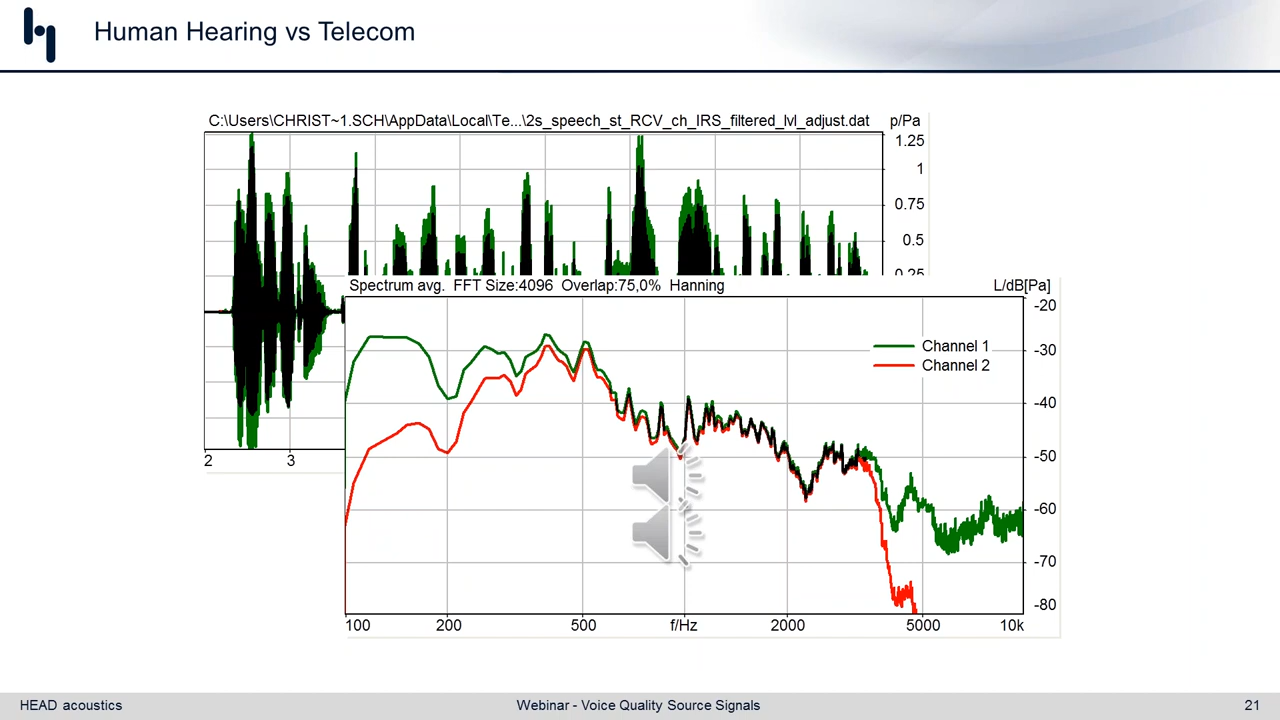 Human Hearing vs Telecom
C:\Users\CHRIST~1.SCH\AppData\Local\Te...\2s_speech_st_RCV_ch_IRS_filtered_lvl_adjust.dat p/Pa
1.25
1
0.75
0.5
0.25
2 3
Spectrum avg. FFT Size:4096 Overlap:75,0% Hanning L/dB[Pa]
-20
Channel 1
-30
Channel 2
-40
-50
-60
-70
-80
100 200 500 f/Hz 2000 5000 10k
HEAD acoustics Webinar - Voice Quality Source Signals 21